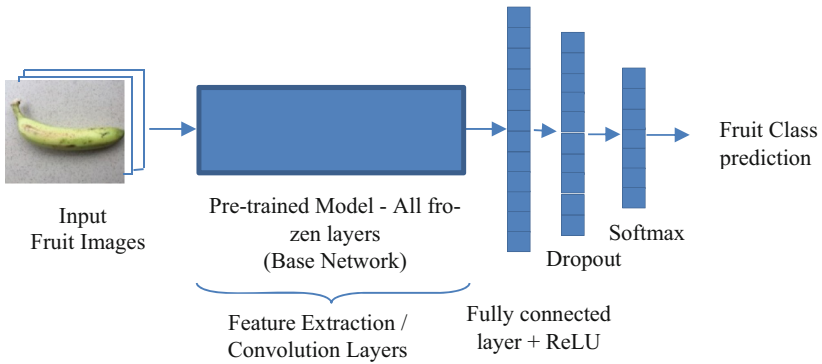 Input
Fruit Images
Pre-trained Model - All fro-
zen layers
(Base Network)
Feature Extraction /
Convolution Layers
Fully connected
layer + ReLU
Dropout
Softmax
Fruit Class
prediction